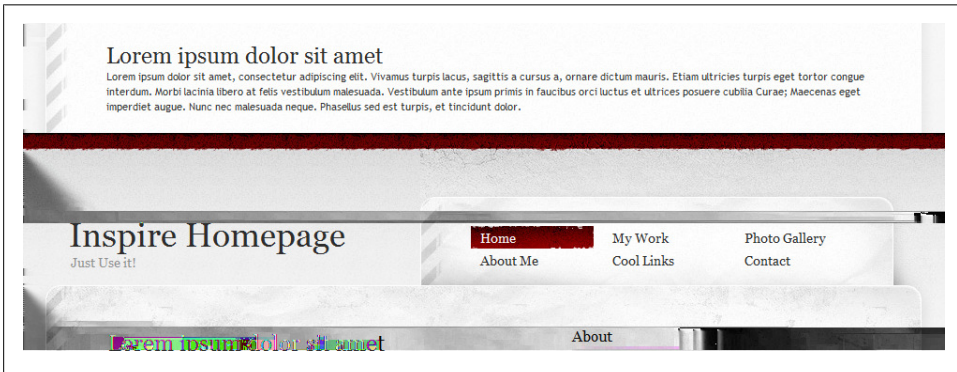 Lorem ipsum dolor sit amet
Lorem ipsum dolor sit amet, consectetur adipiscing elit. Vivamus turpis lacus, sagittis a cursus a, ornare dictum mauris. Etiam ultricies turpis eget tortor congue
interdum. Morbi lacinia libero at felis vestibulum malesuada. Vestibulum ante ipsum primis in faucibus orci luctus et ultrices posuere cubilia Curae; Maecenas eget
imperdiet augue. Nunc nec malesuada neque. Phasellus sed est turpis, et tincidunt dolor.
Inspire Homepage
Just Use it!
Home My Work Photo Gallery
About Me Cool Links Contact
Lorem ipsum dolor sit amet
About